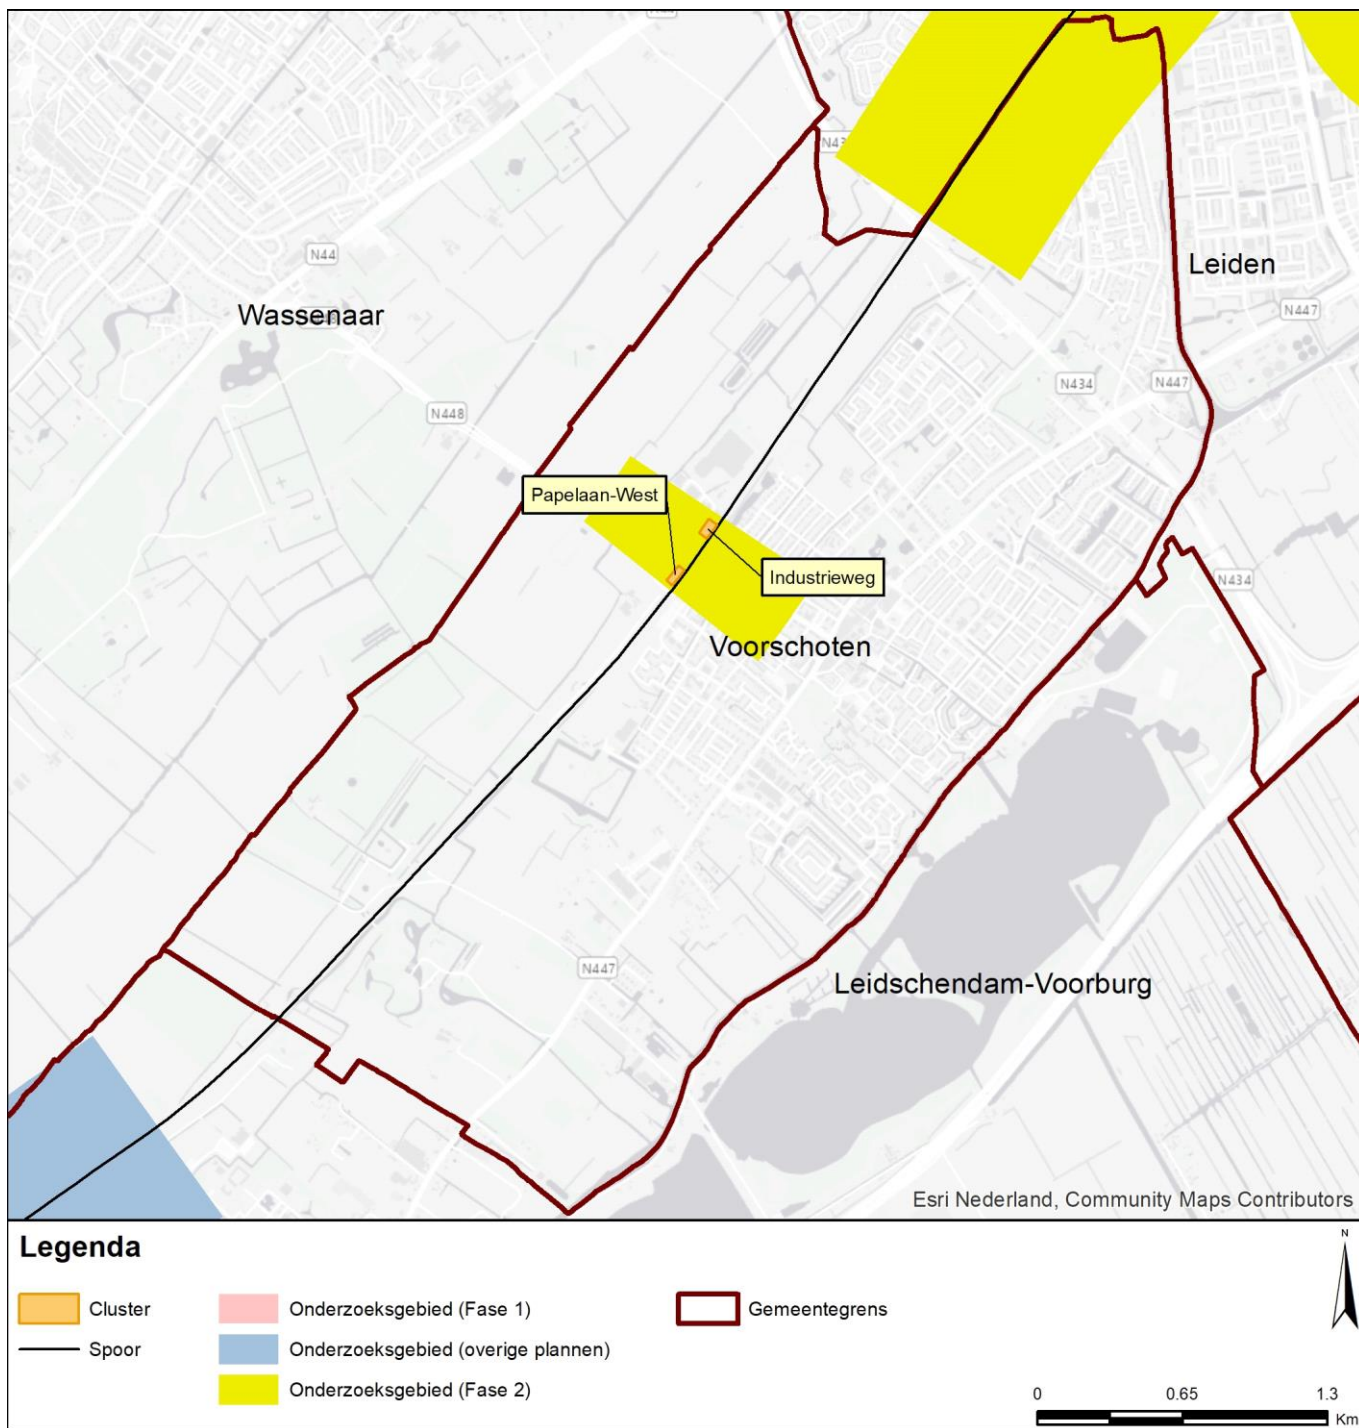 N43
N44
Wassenaar
Leiden
N447
N434
N447
N448
Papelaan-West
Industrieweg
N434
Voorschoten
N447
Leidschendam-Voorburg
Esri Nederland, Community Maps Contributors
Legenda
N
Cluster
Onderzoeksgebied (Fase 1)
Gemeentegrens
Spoor
Onderzoeksgebied (overige plannen)
Onderzoeksgebied (Fase 2)
0 0.65 1.3
Km